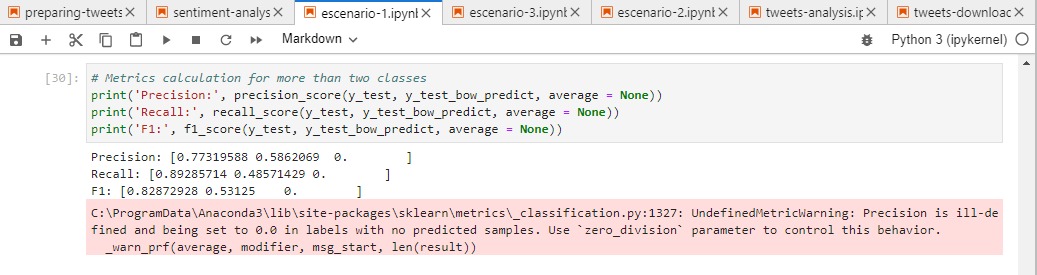 preparing-tweets
sentiment-analys
escenario-1.ipynb
escenario-3.ipynb
escenario-2.ipynb
tweets-analysis.ip
tweets-downloac
Markdown
Python 3 (ipykernel)
[30]:
# Metrics calculation for more than two classes
print('Precision:', precision_score(y_test, y_test_bow_predict, average = None))
print('Recall:', recall_score(y_test, y_test_bow_predict, average = None))
print('F1:', f1_score(y_test, y_test_bow_predict, average = None))
Precision: [0.77319588 0.5862069  0.        ]
Recall: [0.89285714 0.48571429 0.        ]
F1: [0.82872928 0.53125    0.        ]
C:\ProgramData\Anaconda3\lib\site-packages\sklearn\metrics\_classification.py:1327: UndefinedMetricWarning: Precision is ill-de
fined and being set to 0.0 in labels with no predicted samples. Use `zero_division` parameter to control this behavior.
  _warn_prf(average, modifier, msg_start, len(result))